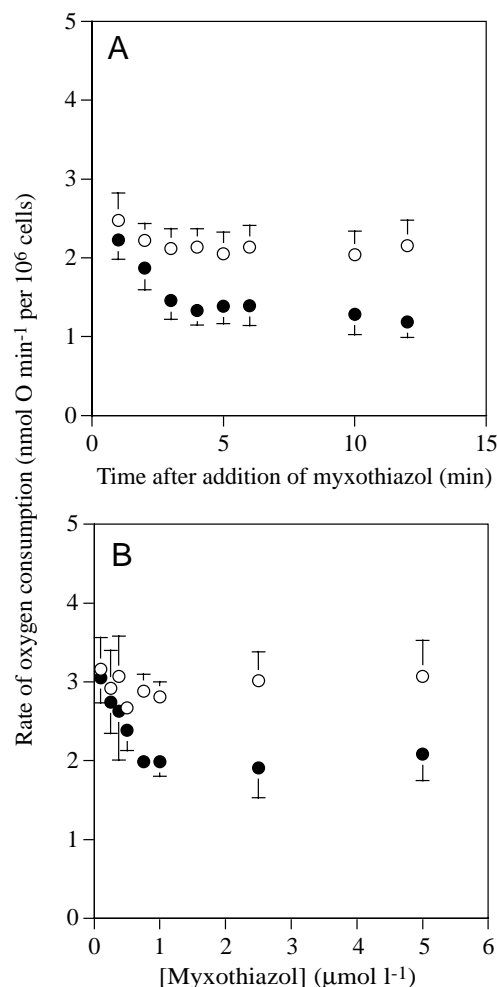 Rate of oxygen consumption (nmol O min-1 per 106 cells)
A
5
4
3
2
1
0
0 5 10 15
Time after addition of myxothiazol (min)
B
5
4
3
2
1
0
0 1 2 3 4 5 6
[Myxothiazol] (μmol l-1)